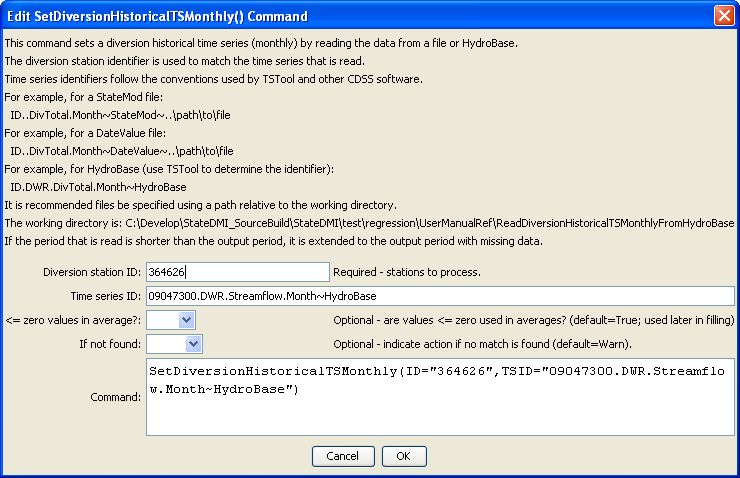 Edit SetDiversionHistoricalTSMonthly() Command
This command sets a diversion historical time series (monthly) by reading the data from a file or HydroBase.
The diversion station identifier is used to match the time series that is read.
Time series identifiers follow the conventions used by TSTool and other CDSS software.
For example, for a StateMod file:
ID..DivTotal.Month~StateMod~..\path\to\file
For example, for a DateValue file:
ID..DivTotal.Month~DateValue~..\path\to\file
For example, for HydroBase (use TSTool to determine the identifier):
ID.DWR.DivTotal.Month~HydroBase
It is recommended files be specified using a path relative to the working directory.
The working directory is: C:\Develop\StateDMI_SourceBuild\StateDMI\test\regression\UserManualRef\ReadDiversionHistoricalTSMonthlyFromHydroBase
If the period that is read is shorter than the output period, it is extended to the output period with missing data.
Diversion station ID: 364626 Required - stations to process.
Time series ID: 09047300.DWR.Streamflow.Month~HydroBase
<= zero values in average?: Optional - are values <= zero used in averages? (default=True; used later in filling)
If not found: Optional - indicate action if no match is found (default=Warn).
Command: SetDiversionHistoricalTSMonthly(ID="364626",TSID="09047300.DWR.Streamflo
w.Month~HydroBase")
Cancel OK